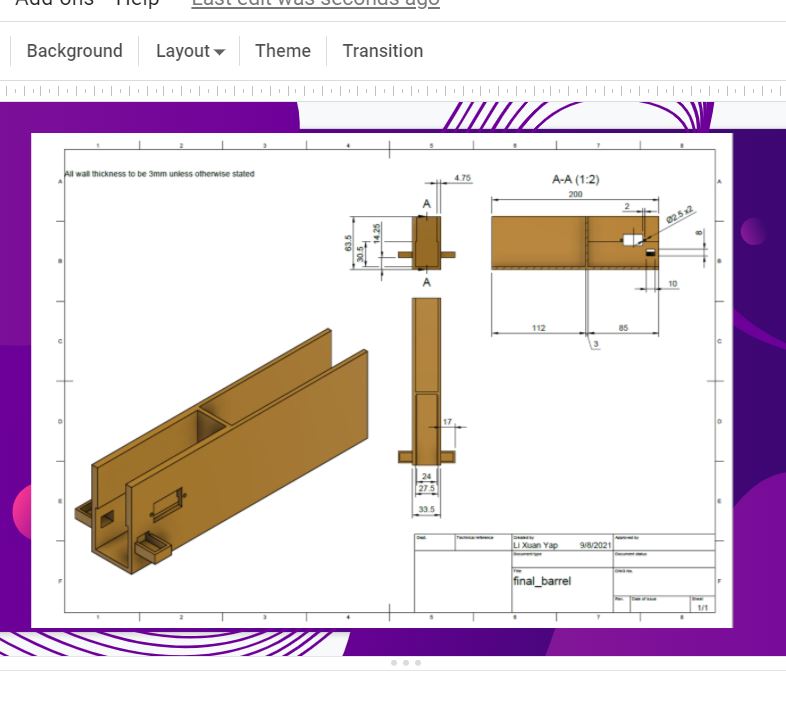 Add-ons Help Last edit was seconds ago
Background Layout Theme Transition
1 2 3 4 5 6 7 8
All wall thickness to be 3mm unless otherwise stated
A A
4.75
A
63.5
30.5
14.25
A
A-A (1:2)
200
2
Ø2.5 x2
8
10
112 85
3
B B
C C
D D
17
24
27.5
33.5
E E
F F
Dept. Technical reference Created by Approved by
Li Xuan Yap 9/8/2021
Document type Document status
Title DWG No.
final_barrel
Rev. Date of issue Sheet
1/1
1 2 3 4 5 6 7 8